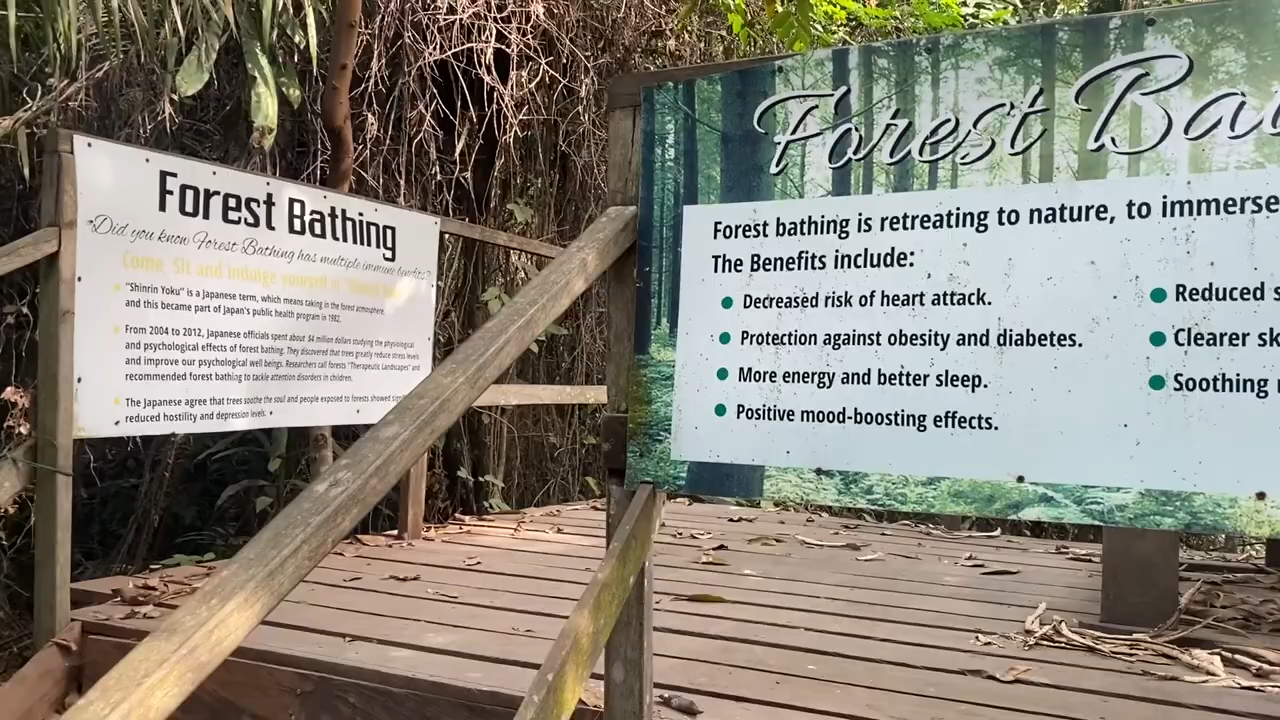 Forest Bathing
Did you know Forest Bathing has multiple immune benefits?
Come, Sit and indulge yourself in
"Shinrin Yoku" is a Japanese term, which means taking in the forest atmosphere,
and this became part of Japan's public health program in 1982.
From 2004 to 2012, Japanese officials spent about $4 million dollars studying the physiological
and psychological effects of forest bathing. They discovered that trees greatly reduce stress levels
and improve our psychological well beings. Researchers call forests "Therapeutic Landscapes" and
recommended forest bathing to tackle attention disorders in children.
The Japanese agree that trees soothe the soul and people exposed to forests showed
reduced hostility and depression levels.
Forest Ba
Forest bathing is retreating to nature, to immerse
The Benefits include:
Decreased risk of heart attack.
Protection against obesity and diabetes.
More energy and better sleep.
Positive mood-boosting effects.
Reduced s
Clearer sk
Soothing